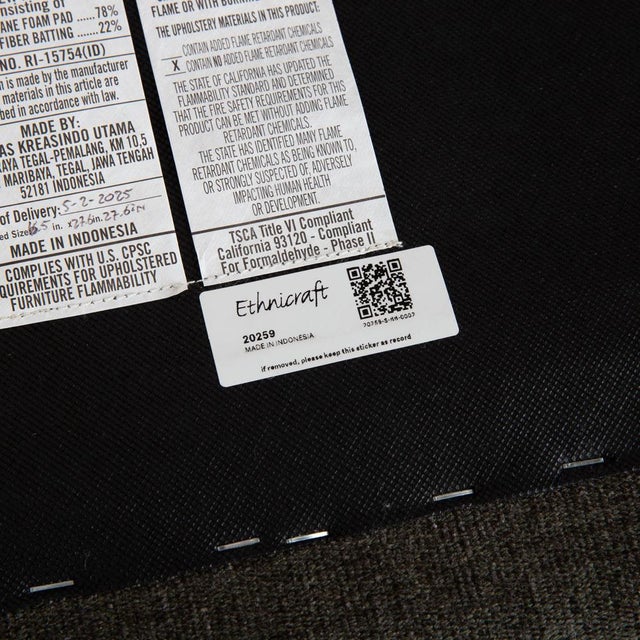 nsisting of
ANE FOAM PAD .....78%
FIBER BATTING .....22%
NO. RI-15754(ID)
n is made by the manufacturer
materials in this article are
bed in accordance with law.
MADE BY:
AS KREASINDO UTAMA
AYA TEGAL-PEMALANG, KM 10,5
MARIBAYA, TEGAL, JAWA TENGAH
52181 INDONESIA
of Delivery: 5-2-2025
MADE IN INDONESIA
COMPLIES WITH U.S. CPSC
QUIREMENTS FOR UPHOLSTERED
FURNITURE FLAMMABILITY
FLAME OR WITH BURNIN
THE UPHOLSTERY MATERIALS IN THIS PRODUCT:
CONTAIN ADDED FLAME RETARDANT CHEMICALS
X CONTAIN NO ADDED FLAME RETARDANT CHEMICALS
THE STATE OF CALIFORNIA HAS UPDATED THE
FLAMMABILITY STANDARD AND DETERMINED
THAT THE FIRE SAFETY REQUIREMENTS FOR THIS
PRODUCT CAN BE MET WITHOUT ADDING FLAME
RETARDANT CHEMICALS.
THE STATE HAS IDENTIFIED MANY FLAME
RETARDANT CHEMICALS AS BEING KNOWN TO,
OR STRONGLY SUSPECTED OF, ADVERSELY
IMPACTING HUMAN HEALTH
OR DEVELOPMENT.
TSCA Title VI Compliant
California 93120 - Compliant
For Formaldehyde - Phase II
Ethnicraft
20259
MADE IN INDONESIA
if removed, please keep this sticker as record